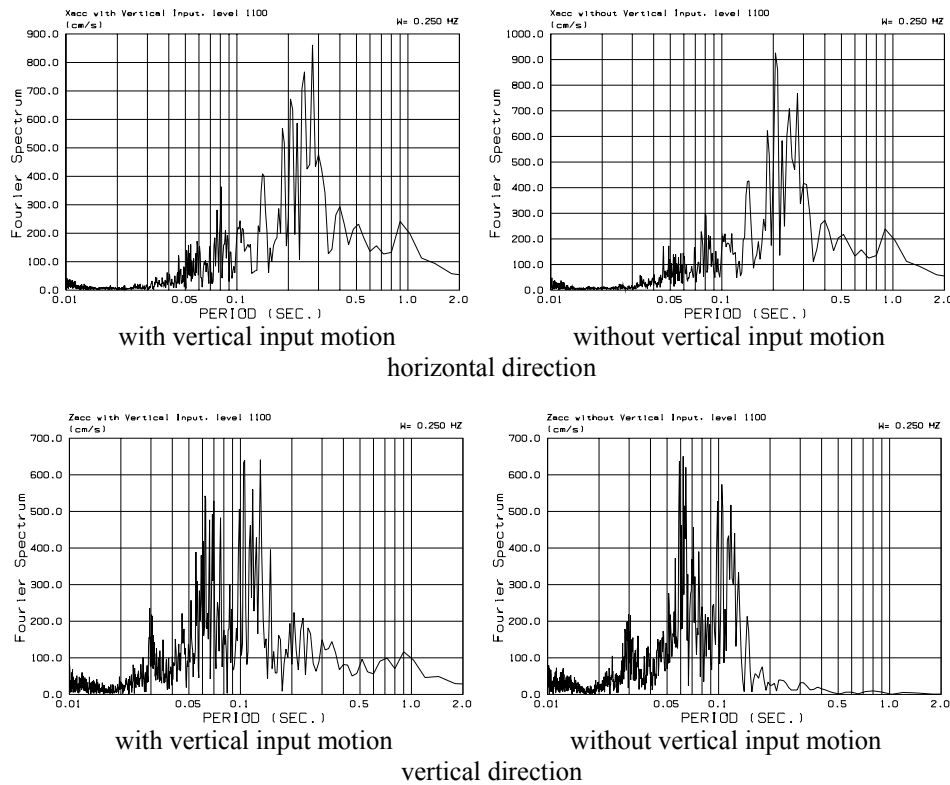 Xacc with Vertical Input, level 1100
(cm/s)
W= 0.250 HZ
900.0
800.0
700.0
600.0
500.0
400.0
300.0
200.0
100.0
0.0
Fourier Spectrum
0.01 0.05 0.1 0.5 1.0 2.0
PERIOD (SEC.)
with vertical input motion
Xacc without Vertical Input, level 1100
(cm/s)
W= 0.250 HZ
1000.0
900.0
800.0
700.0
600.0
500.0
400.0
300.0
200.0
100.0
0.0
Fourier Spectrum
0.01 0.05 0.1 0.5 1.0 2.0
PERIOD (SEC.)
without vertical input motion
horizontal direction
Zacc with Vertical Input, level 1100
(cm/s)
W= 0.250 HZ
700.0
600.0
500.0
400.0
300.0
200.0
100.0
0.0
Fourier Spectrum
0.01 0.05 0.1 0.5 1.0 2.0
PERIOD (SEC.)
with vertical input motion
Zacc without Vertical Input, level 1100
(cm/s)
W= 0.250 HZ
700.0
600.0
500.0
400.0
300.0
200.0
100.0
0.0
Fourier Spectrum
0.01 0.05 0.1 0.5 1.0 2.0
PERIOD (SEC.)
without vertical input motion
vertical direction